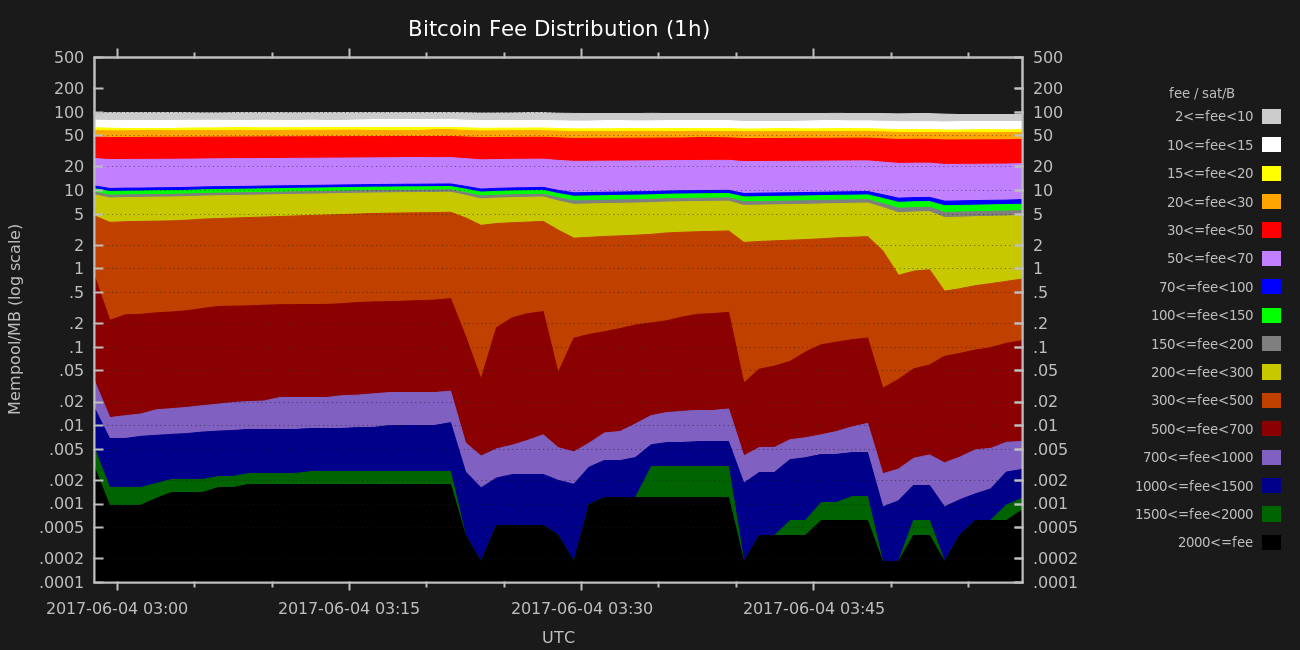 Bitcoin Fee Distribution (1h)
500
200
100
50
20
10
5
2
1
.5
.2
.1
.05
.02
.01
.005
.002
.001
.0005
.0002
.0001
Mempool/MB (log scale)
500
200
100
50
20
10
5
2
1
.5
.2
.1
.05
.02
.01
.005
.002
.001
.0005
.0002
.0001
2017-06-04 03:00
2017-06-04 03:15
2017-06-04 03:30
2017-06-04 03:45
UTC
fee / sat/B
2<=fee<10
10<=fee<15
15<=fee<20
20<=fee<30
30<=fee<50
50<=fee<70
70<=fee<100
100<=fee<150
150<=fee<200
200<=fee<300
300<=fee<500
500<=fee<700
700<=fee<1000
1000<=fee<1500
1500<=fee<2000
2000<=fee